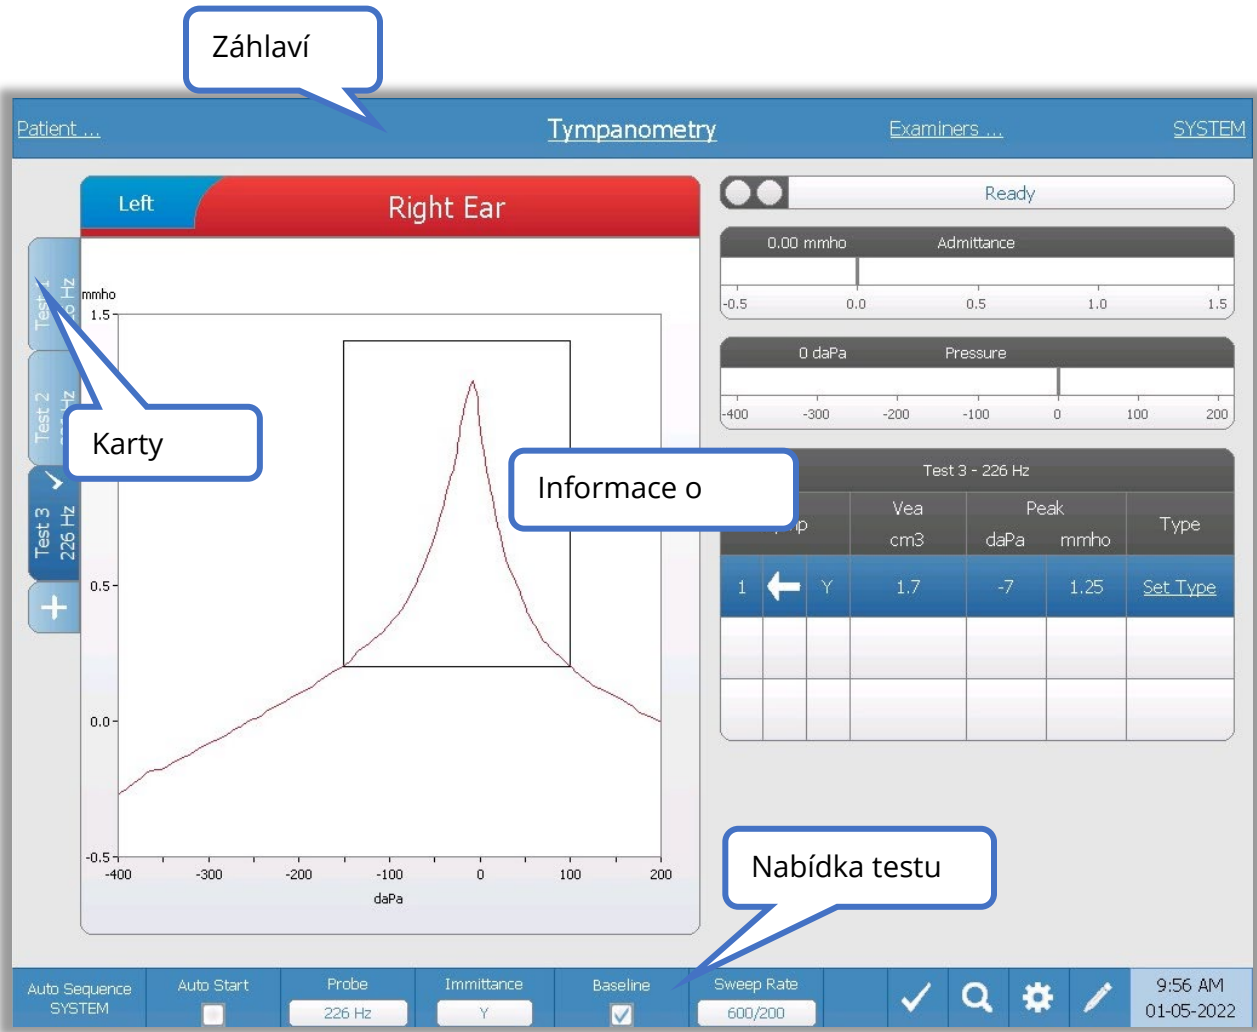 Záhlaví
Patient ...
Tympanometry
Examiners ...
SYSTEM
Left
Right Ear
Ready
0.00 mmho
Admittance
-0.5 0.0 0.5 1.0 1.5
0 daPa
Pressure
-400 -300 -200 -100 0 100 200
Test 1
Hz
Test 2
Test 3
226 Hz
Karty
mmho
1.5
0.5
0.0
-0.5
-400 -300 -200 -100 0 100 200
daPa
Informace o
Test 3 - 226 Hz
Vea
cm3
Peak
daPa mmho
Type
1 Y 1.7 -7 1.25 Set Type
Nabídka testu
Auto Sequence
SYSTEM
Auto Start
Probe
226 Hz
Immittance
Y
Baseline
Sweep Rate
600/200
9:56 AM
01-05-2022